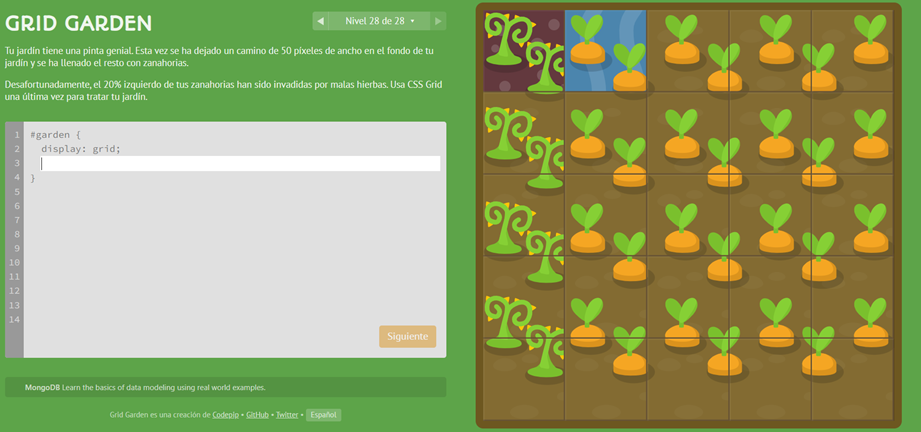 GRID GARDEN
Nivel 28 de 28
Tu jardín tiene una pinta genial. Esta vez se ha dejado un camino de 50 píxeles de ancho en el fondo de tu
jardín y se ha llenado el resto con zanahorias.
Desafortunadamente, el 20% izquierdo de tus zanahorias han sido invadidas por malas hierbas. Usa CSS Grid
una última vez para tratar tu jardín.
1 #garden {
2 display: grid;
3
4 }
5
6
7
8
9
10
11
12
13
14
Siguiente
MongoDB Learn the basics of data modeling using real world examples.
Grid Garden es una creación de Codepip • GitHub • Twitter • Español